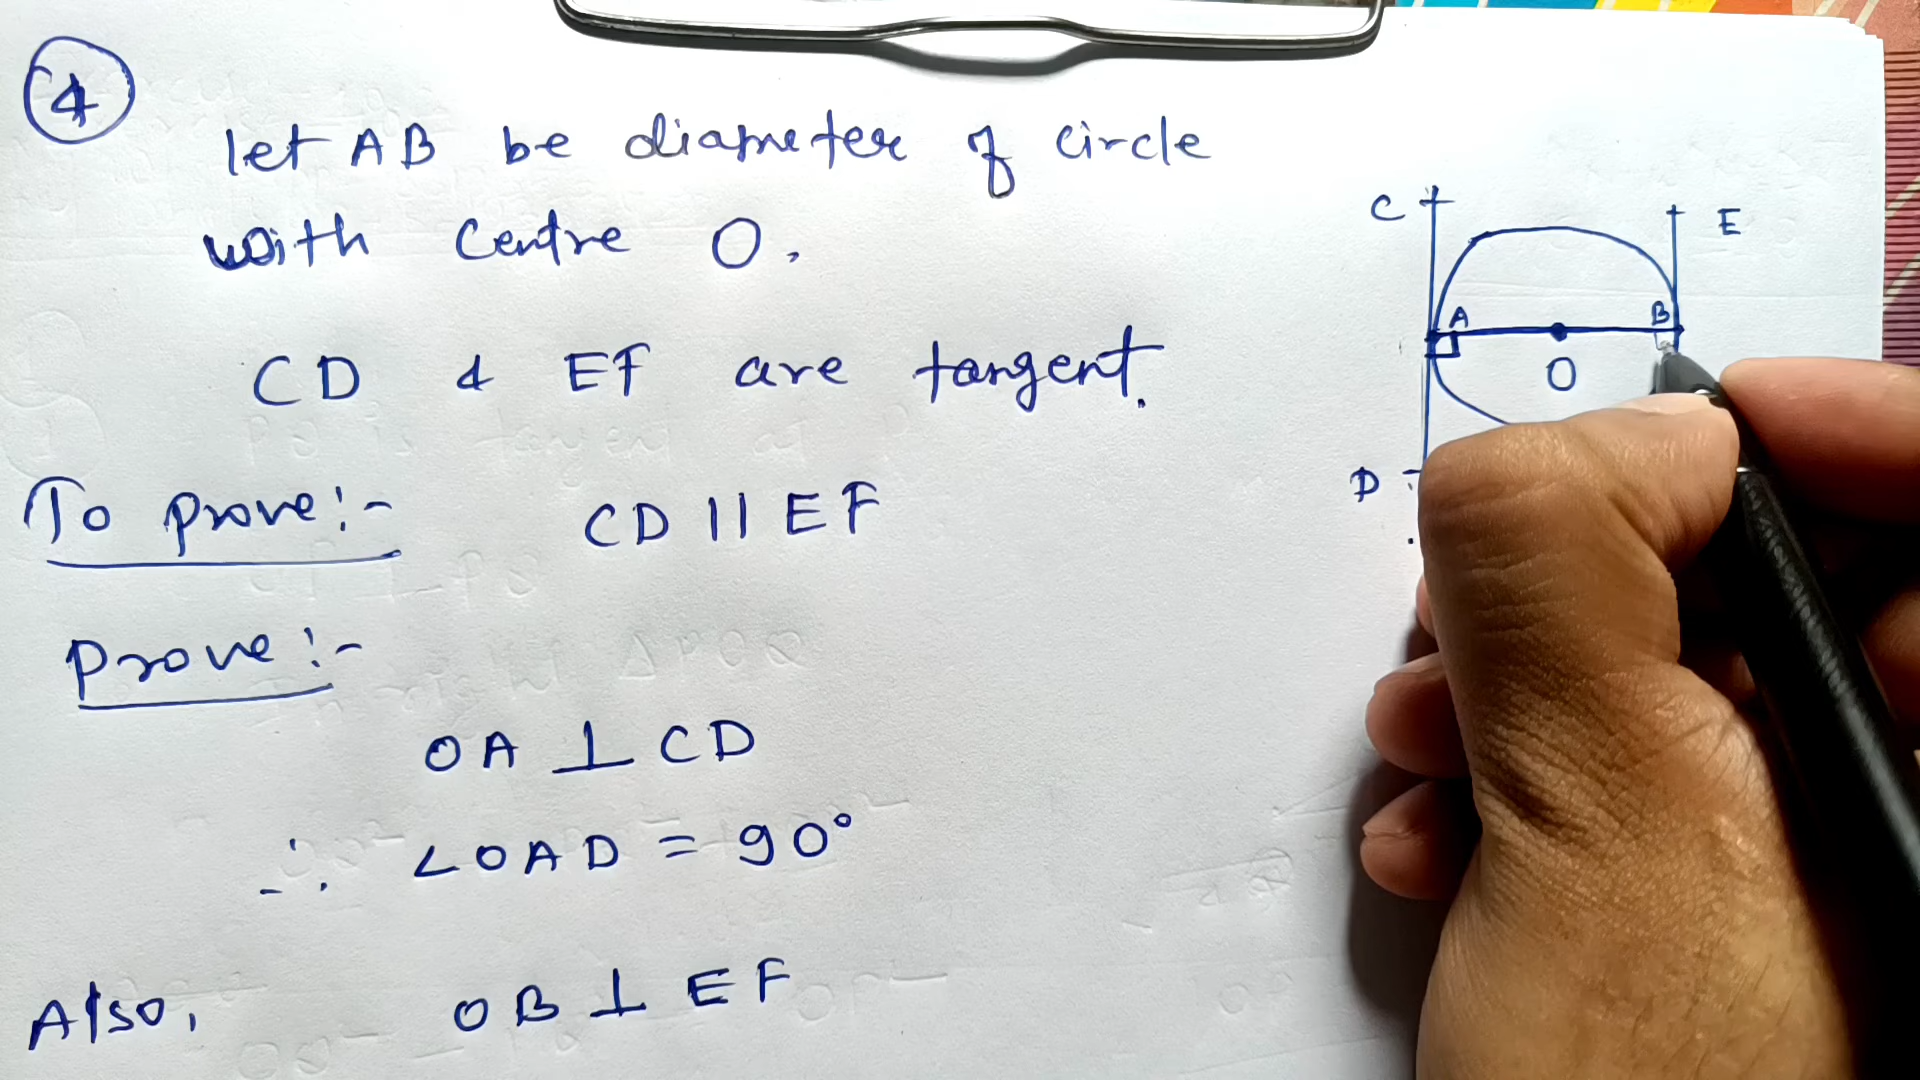 4
let AB be diameter of circle
with Centre O.
CD & EF are tangent.
To prove:-
CD || EF
Prove:-
OA ⊥ CD
∴ ∠OAD = 90°
Also, OB ⊥ EF
C
E
A
B
O
D